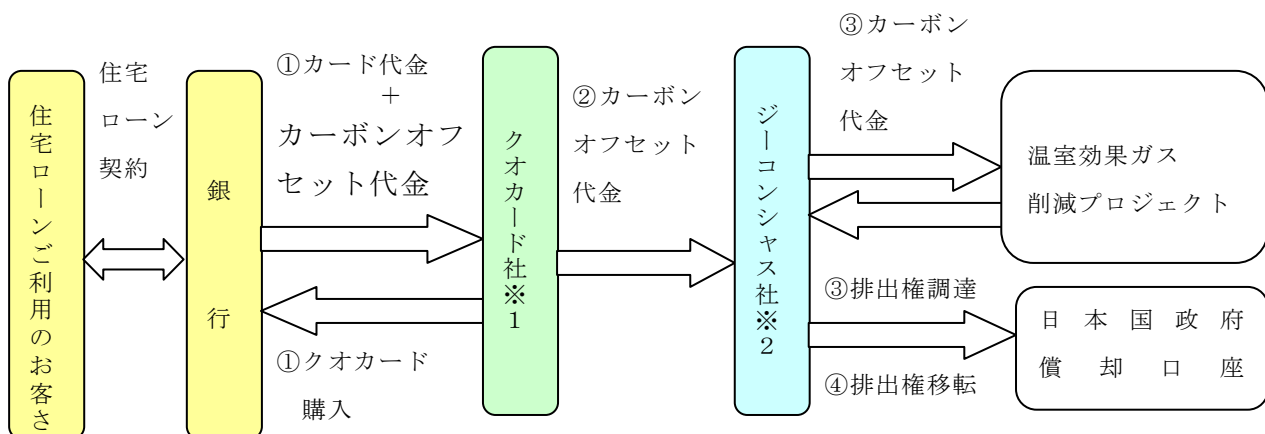 住宅ローンご利用のお客さ
住宅
ローン
契約
銀行
①カード代金
+
カーボンオフ
セット代金
①クオカード
購入
クオカード社※1
②カーボン
オフセット
代金
ジーコンシャス社※2
③カーボン
オフセット
代金
温室効果ガス
削減プロジェクト
③排出権調達
④排出権移転
日本国政府
償却口座